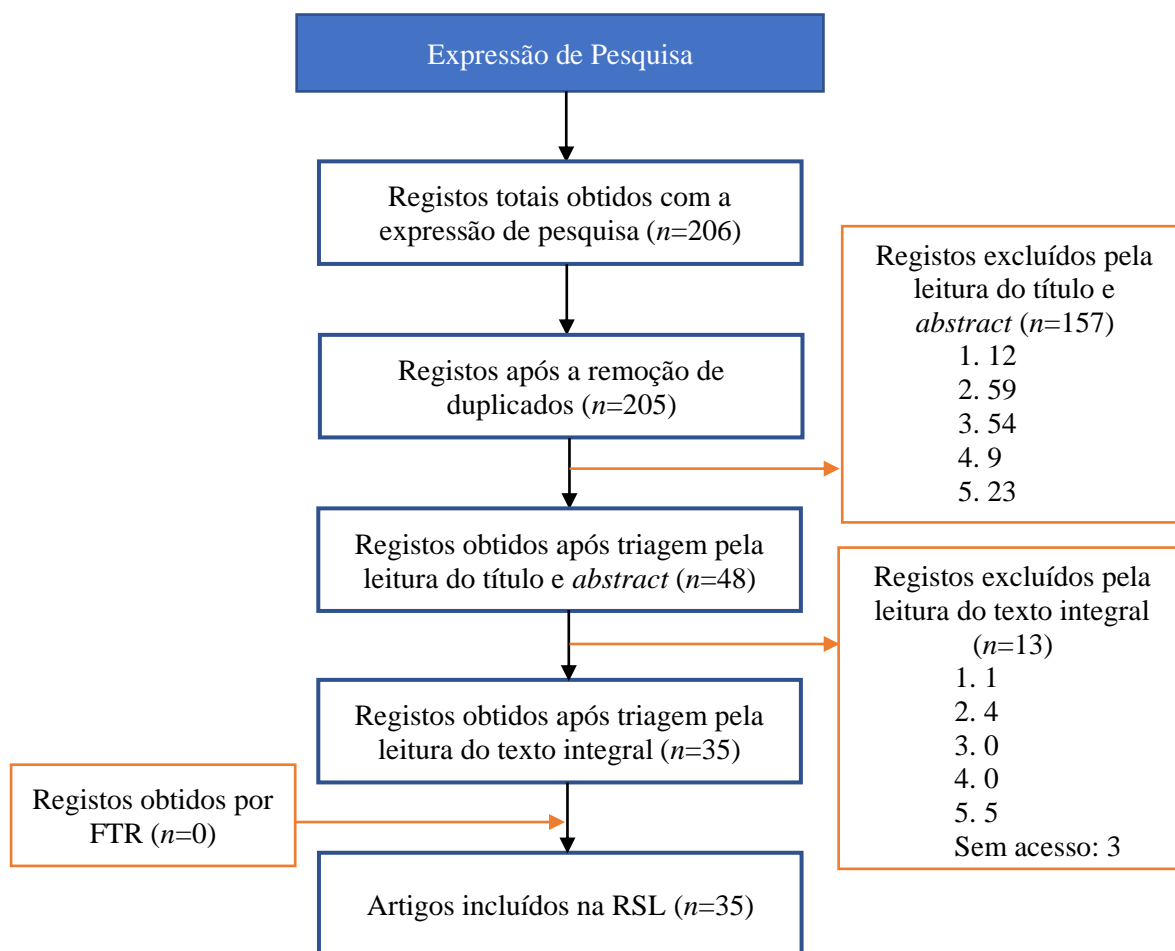 Expressão de Pesquisa
Registos totais obtidos com a
expressão de pesquisa (n=206)
Registos após a remoção de
duplicados (n=205)
Registos excluídos pela
leitura do título e
abstract (n=157)
1. 12
2. 59
3. 54
4. 9
5. 23
Registos obtidos após triagem pela
leitura do título e abstract (n=48)
Registos excluídos pela
leitura do texto integral
(n=13)
1. 1
2. 4
3. 0
4. 0
5. 5
Sem acesso: 3
Registos obtidos após triagem pela
leitura do texto integral (n=35)
Registos obtidos por
FTR (n=0)
Artigos incluídos na RSL (n=35)